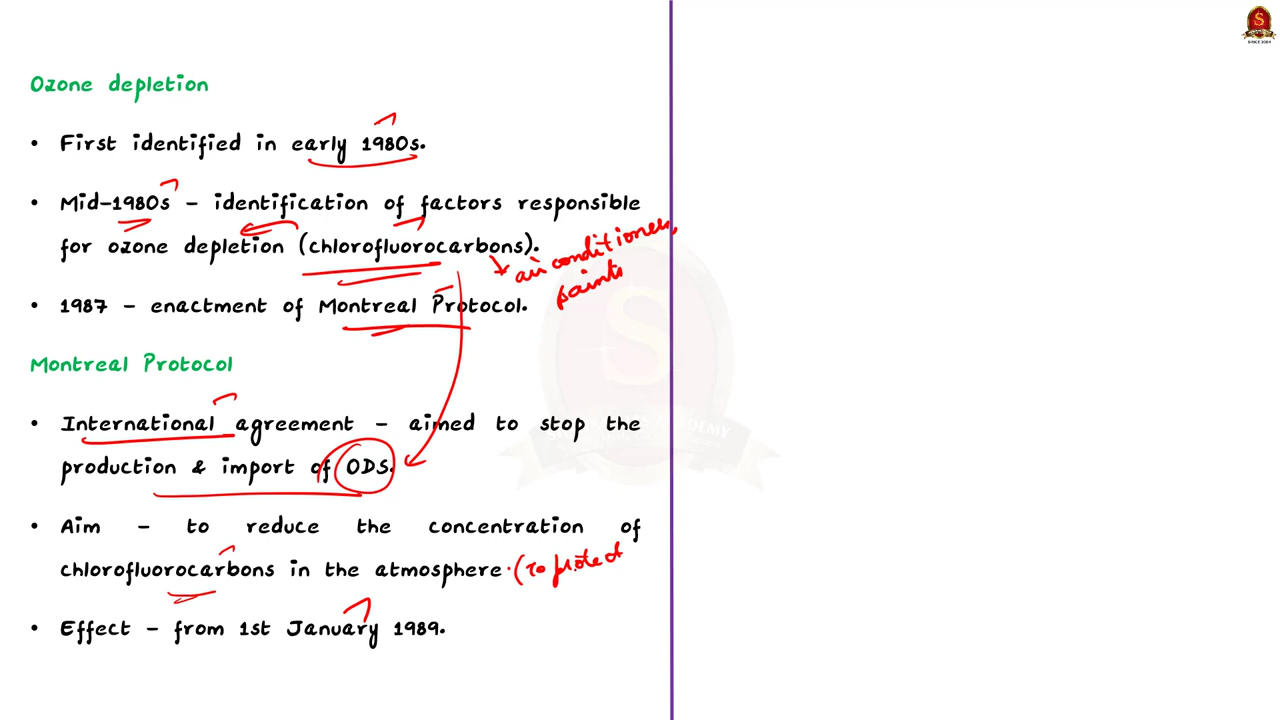 Ozone depletion
• First identified in early 1980s.
• Mid-1980s - identification of factors responsible
for ozone depletion (chlorofluorocarbons).
air conditioners,
paints
• 1987 - enactment of Montreal Protocol.
Montreal Protocol
• International agreement - aimed to stop the
production & import of ODS.
• Aim - to reduce the concentration of
chlorofluorocarbons in the atmosphere. (To protect
• Effect - from 1st January 1989.
S
SINCE 2004